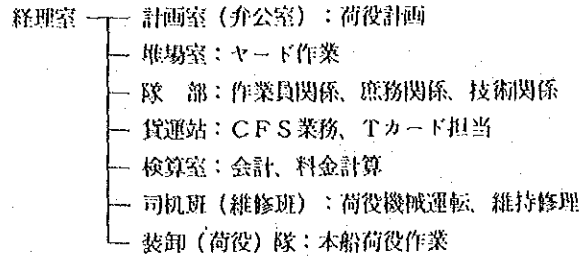 経理室 計画室（弁公室）：荷役計画
堆場室：ヤード作業
隊　部：作業員関係、庶務関係、技術関係
貨運站：ＣＦＳ業務、Ｔカード担当
検算室：会計、料金計算
司机班（維修班）：荷役機械運転、維持修理
装卸（荷役）隊：本船荷役作業